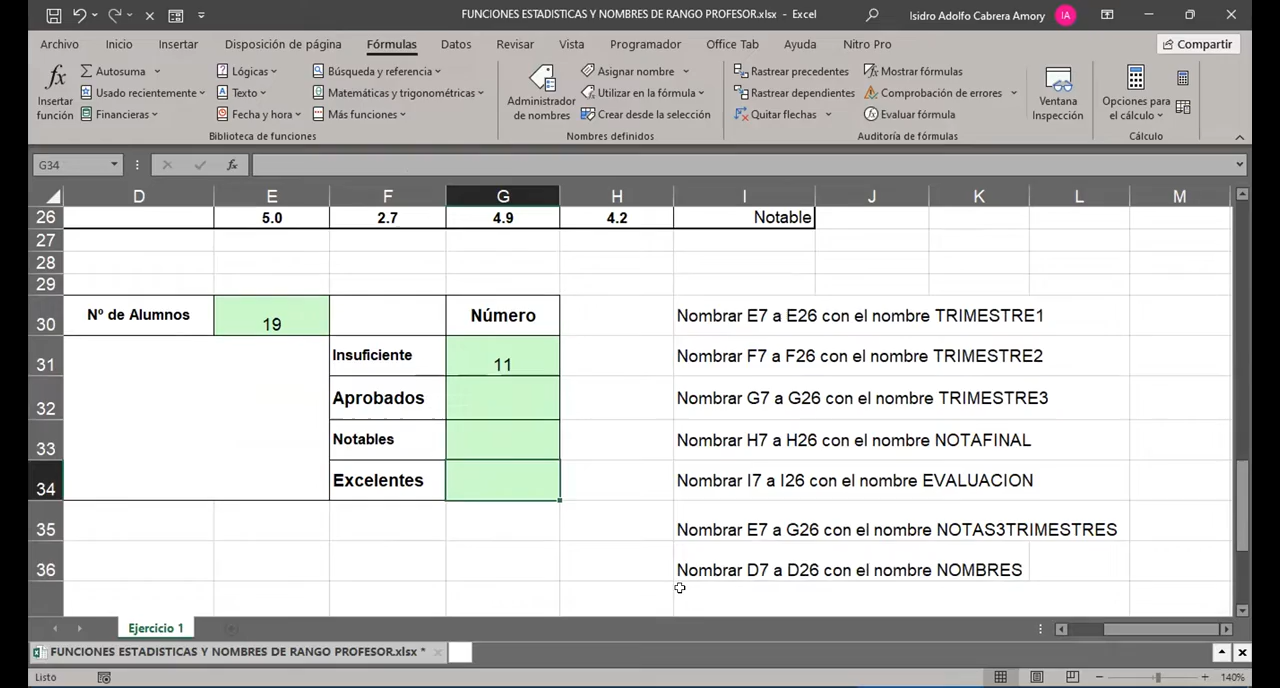 FUNCIONES ESTADISTICAS Y NOMBRES DE RANGO PROFESOR.xlsx - Excel
Isidro Adolfo Cabrera Amory
IA
Archivo Inicio Insertar Disposición de página Fórmulas Datos Revisar Vista Programador Office Tab Ayuda Nitro Pro
Compartir
fx Insertar función
Autosuma
Usado recientemente
Financieras
Lógicas
Texto
Fecha y hora
Búsqueda y referencia
Matemáticas y trigonométricas
Más funciones
Biblioteca de funciones
Administrador de nombres
Asignar nombre
Utilizar en la fórmula
Crear desde la selección
Nombres definidos
Rastrear precedentes
Rastrear dependientes
Quitar flechas
Mostrar fórmulas
Comprobación de errores
Evaluar fórmula
Auditoría de fórmulas
Ventana Inspección
Opciones para el cálculo
Cálculo
G34 fx
D E F G H I J K L M
26 5.0 2.7 4.9 4.2 Notable
27
28
29
30 Nº de Alumnos 19 Número Nombrar E7 a E26 con el nombre TRIMESTRE1
31 Insuficiente 11 Nombrar F7 a F26 con el nombre TRIMESTRE2
32 Aprobados Nombrar G7 a G26 con el nombre TRIMESTRE3
33 Notables Nombrar H7 a H26 con el nombre NOTAFINAL
34 Excelentes Nombrar I7 a I26 con el nombre EVALUACION
35 Nombrar E7 a G26 con el nombre NOTAS3TRIMESTRES
36 Nombrar D7 a D26 con el nombre NOMBRES
Ejercicio 1
FUNCIONES ESTADISTICAS Y NOMBRES DE RANGO PROFESOR.xlsx *
Listo
140%